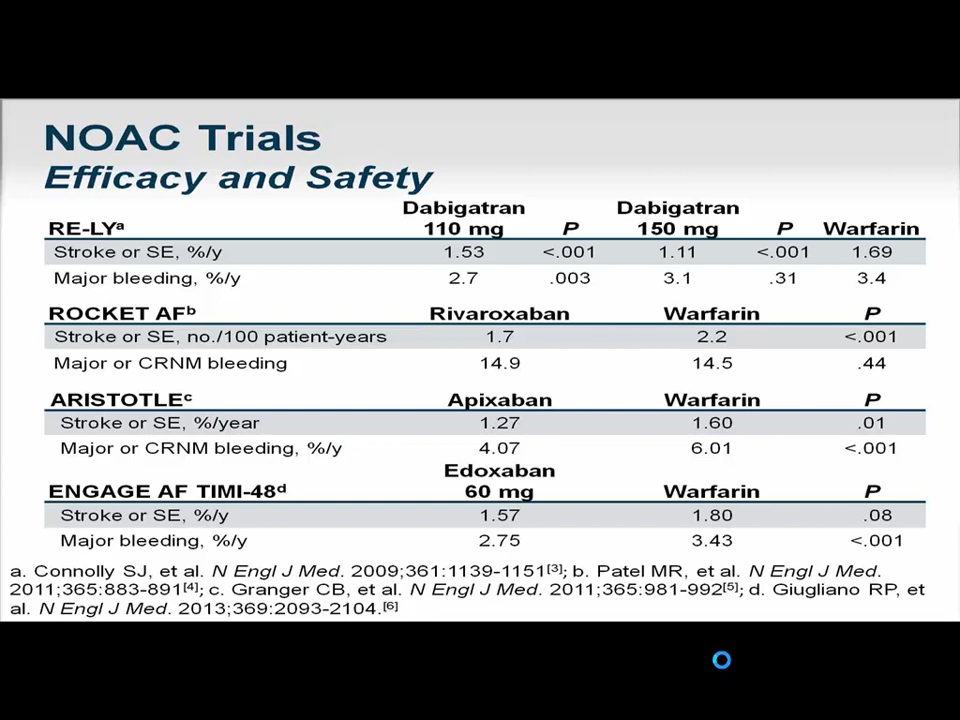 NOAC Trials
Efficacy and Safety
RE-LYᵃ Dabigatran 110 mg P Dabigatran 150 mg P Warfarin
Stroke or SE, %/y 1.53 <.001 1.11 <.001 1.69
Major bleeding, %/y 2.7 .003 3.1 .31 3.4
ROCKET AFᵇ Rivaroxaban Warfarin P
Stroke or SE, no./100 patient-years 1.7 2.2 <.001
Major or CRNM bleeding 14.9 14.5 .44
ARISTOTLEᶜ Apixaban Warfarin P
Stroke or SE, %/year 1.27 1.60 .01
Major or CRNM bleeding, %/y 4.07 6.01 <.001
ENGAGE AF TIMI-48ᵈ Edoxaban 60 mg Warfarin P
Stroke or SE, %/y 1.57 1.80 .08
Major bleeding, %/y 2.75 3.43 <.001
a. Connolly SJ, et al. N Engl J Med. 2009;361:1139-1151[3]; b. Patel MR, et al. N Engl J Med.
2011;365:883-891[4]; c. Granger CB, et al. N Engl J Med. 2011;365:981-992[5]; d. Giugliano RP, et
al. N Engl J Med. 2013;369:2093-2104.[6]